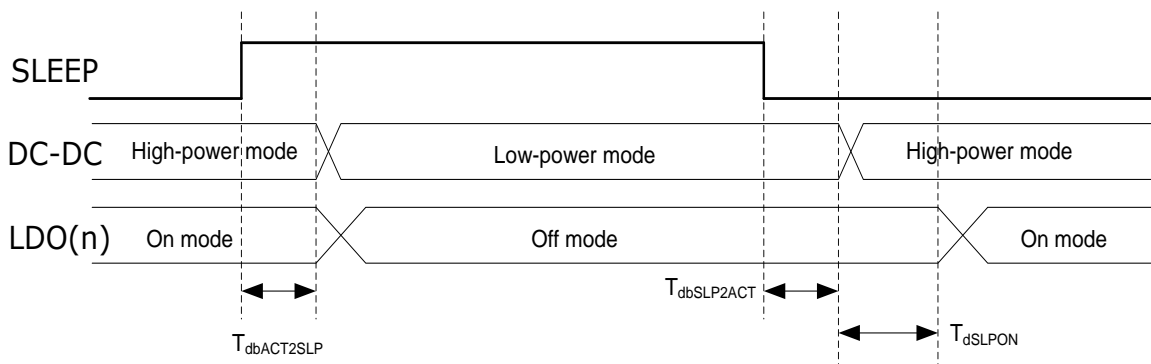 SLEEP
DC-DC High-power mode Low-power mode High-power mode
LDO(n) On mode Off mode On mode
TdbSLP2ACT
TdbACT2SLP TdSLPON